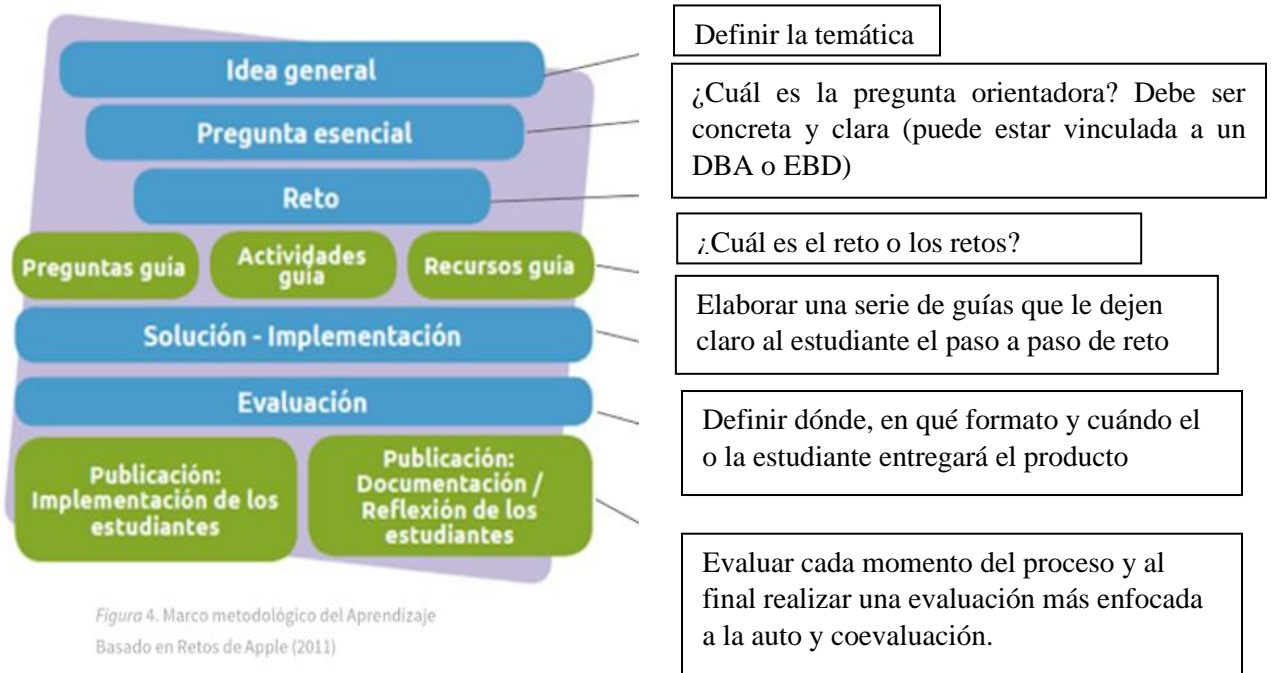 Idea general
Pregunta esencial
Reto
Preguntas guía
Actividades
guía
Recursos guía
Solución - Implementación
Evaluación
Publicación:
Implementación de los
estudiantes
Publicación:
Documentación /
Reflexión de los
estudiantes
Figura 4. Marco metodológico del Aprendizaje
Basado en Retos de Apple (2011)
Definir la temática
¿Cuál es la pregunta orientadora? Debe ser
concreta y clara (puede estar vinculada a un
DBA o EBD)
¿Cuál es el reto o los retos?
Elaborar una serie de guías que le dejen
claro al estudiante el paso a paso de reto
Definir dónde, en qué formato y cuándo el
o la estudiante entregará el producto
Evaluar cada momento del proceso y al
final realizar una evaluación más enfocada
a la auto y coevaluación.